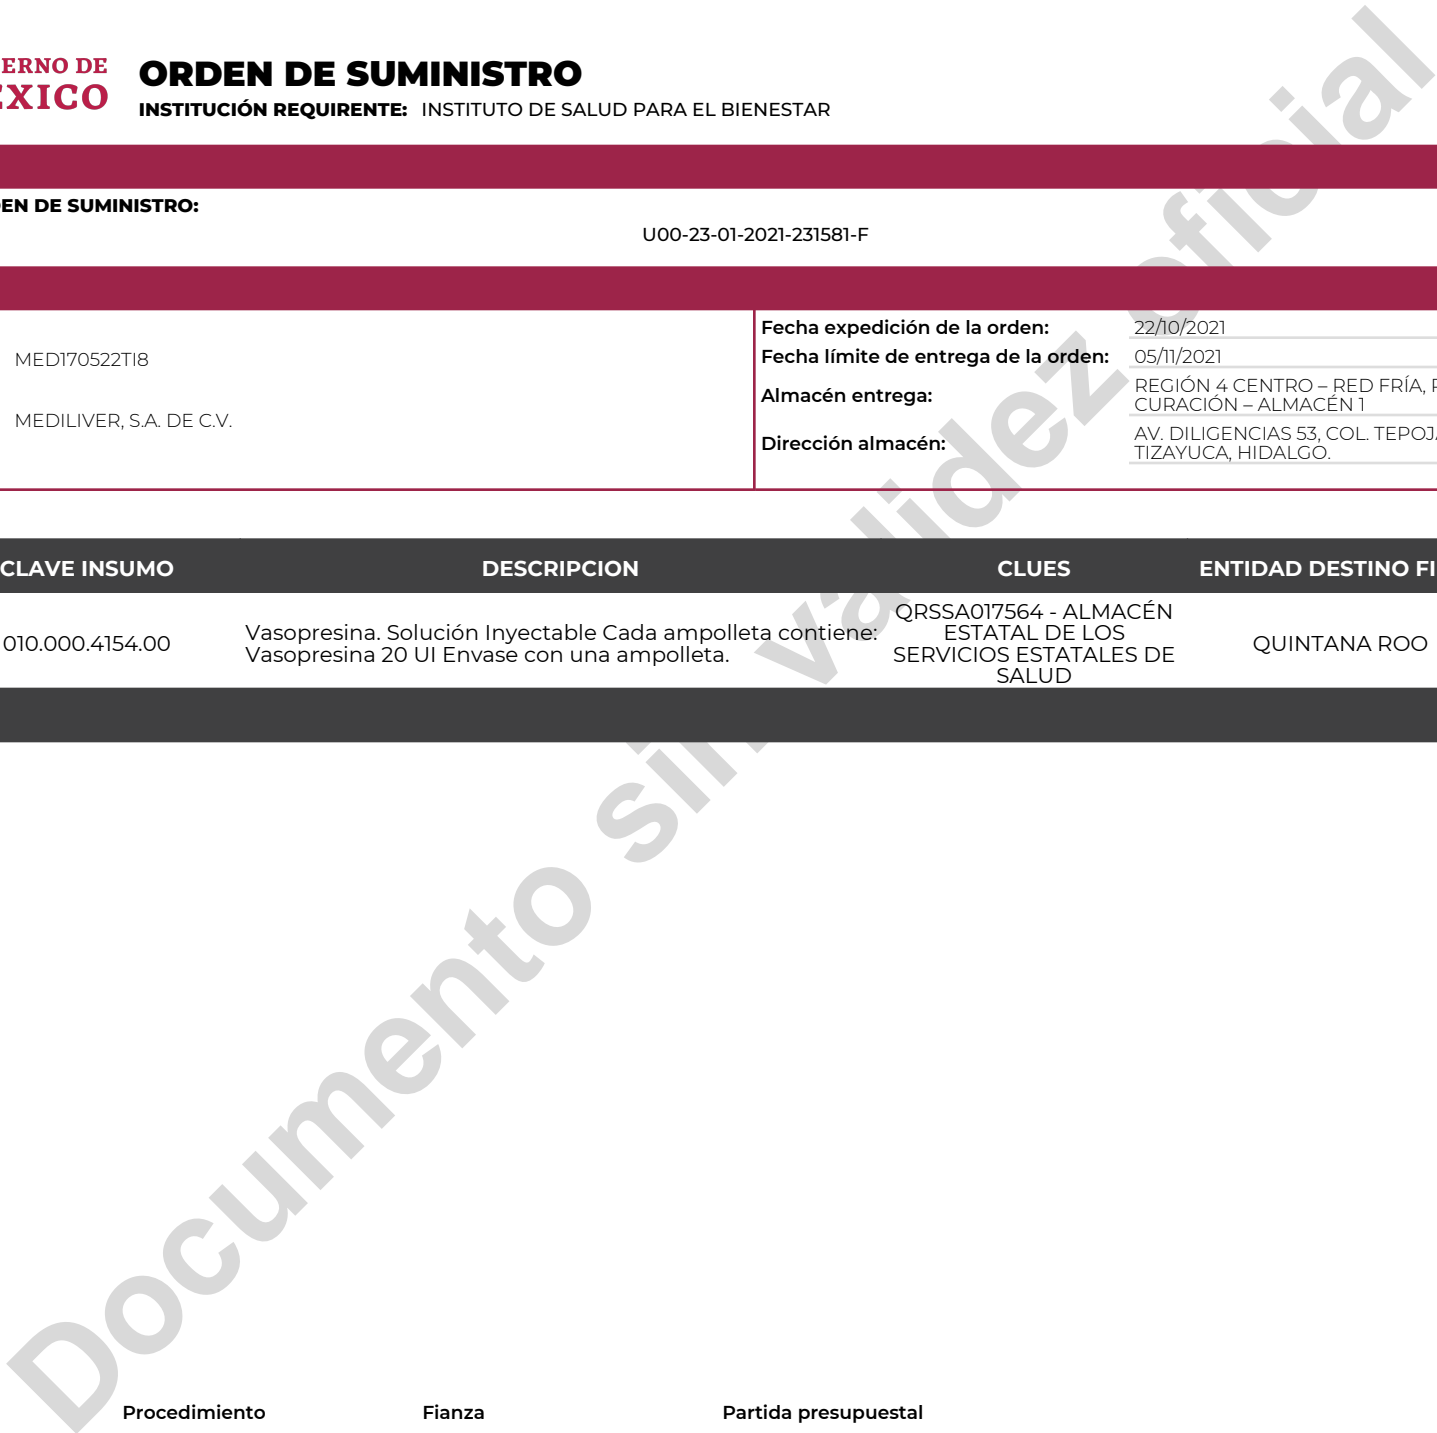 ERNO DE
ÉXICO
ORDEN DE SUMINISTRO
INSTITUCIÓN REQUIRENTE: INSTITUTO DE SALUD PARA EL BIENESTAR
EN DE SUMINISTRO:
U00-23-01-2021-231581-F
MED170522TI8
MEDILIVER, S.A. DE C.V.
Fecha expedición de la orden: 22/10/2021
Fecha límite de entrega de la orden: 05/11/2021
Almacén entrega: REGIÓN 4 CENTRO – RED FRÍA,
CURACIÓN – ALMACÉN 1
Dirección almacén: AV. DILIGENCIAS 53, COL. TEPOJA
TIZAYUCA, HIDALGO.
CLAVE INSUMO DESCRIPCION CLUES ENTIDAD DESTINO FI
010.000.4154.00
Vasopresina. Solución Inyectable Cada ampolleta contiene:
Vasopresina 20 UI Envase con una ampolleta.
QRSSA017564 - ALMACÉN
ESTATAL DE LOS
SERVICIOS ESTATALES DE
SALUD
QUINTANA ROO
Documento sin validez oficial
Procedimiento Fianza Partida presupuestal